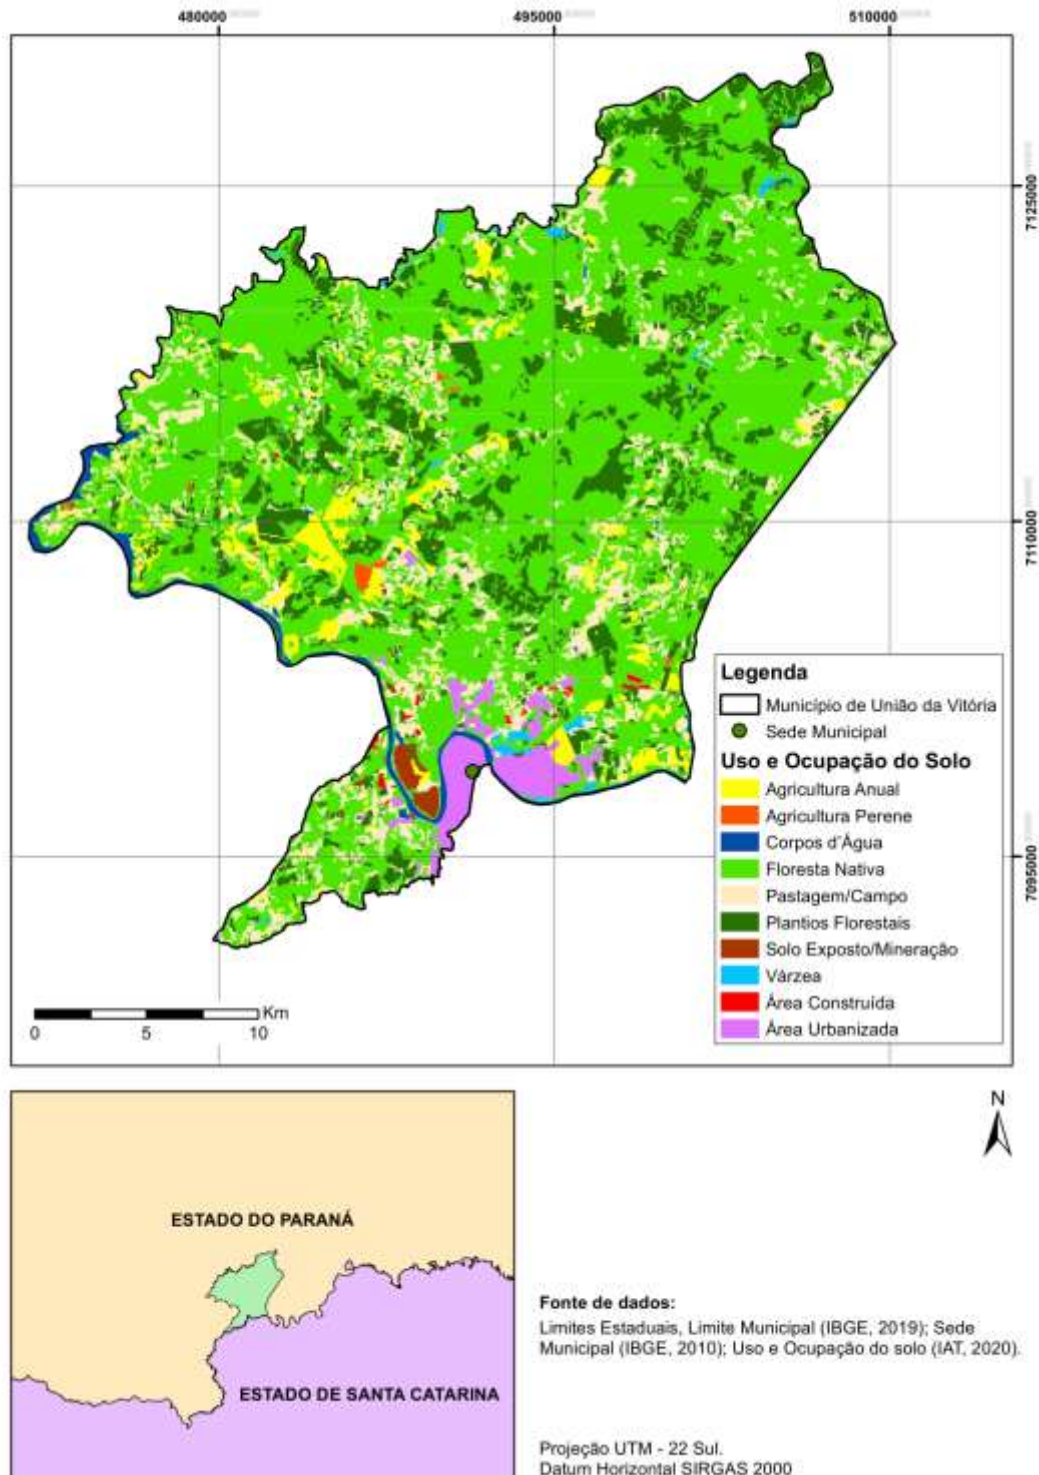 480000
495000
510000
7125000
7110000
7095000
Legenda
Município de União da Vitória
Sede Municipal
Uso e Ocupação do Solo
Agricultura Anual
Agricultura Perene
Corpos d'Água
Floresta Nativa
Pastagem/Campo
Plantios Florestais
Solo Exposto/Mineração
Várzea
Área Construída
Área Urbanizada
Km
0 5 10
N
ESTADO DO PARANÁ
ESTADO DE SANTA CATARINA
Fonte de dados:
Limites Estaduais, Limite Municipal (IBGE, 2019); Sede
Municipal (IBGE, 2010); Uso e Ocupação do solo (IAT, 2020).
Projeção UTM - 22 Sul.
Datum Horizontal SIRGAS 2000